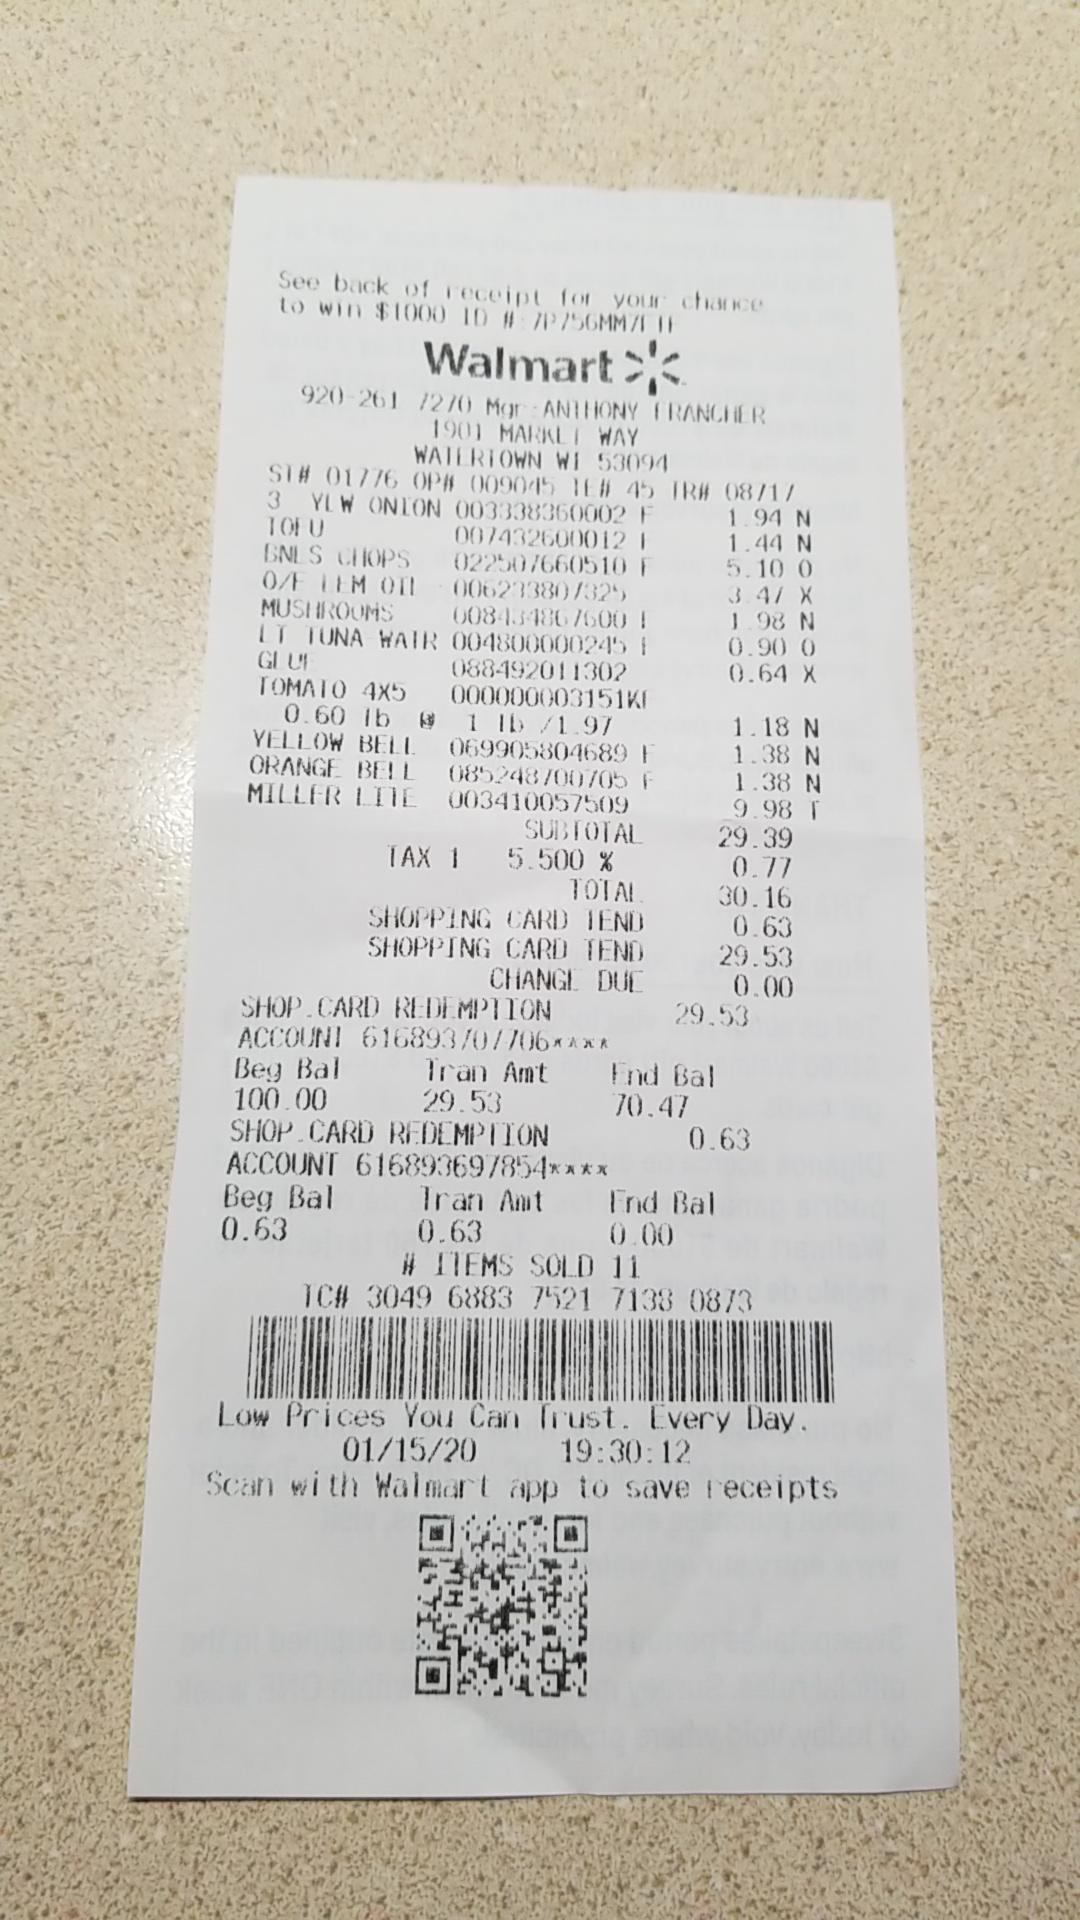 See back of receipt for your chance
to win $1000 ID #:
Walmart
920-261-7270 Mgr:ANTHONY FRANCHER
1901 MARKET WAY
WATERTOWN WI 53094
ST# 01776 OP# 009045 TE# 45 TR# 08717
3 YLW ONION 003338360002 F 1.94 N
TOFU 007432600012 F 1.44 N
BNLS CHOPS 022507660510 F 5.10 O
O/E LEM OIL 006233807325 3.47 X
MUSHROOMS 008434867600 F 1.98 N
LT TUNA WATR 004800000245 F 0.90 O
GLUE 088492011302 0.64 X
TOMATO 4X5 000000003151KF
0.60 lb @ 1 lb /1.97 1.18 N
YELLOW BELL 069905804689 F 1.38 N
ORANGE BELL 085248700705 F 1.38 N
MILLER LITE 003410057509 9.98 T
SUBTOTAL 29.39
TAX 1 5.500 % 0.77
TOTAL 30.16
SHOPPING CARD TEND 0.63
SHOPPING CARD TEND 29.53
CHANGE DUE 0.00
SHOP.CARD REDEMPTION 29.53
ACCOUNT 616893707706****
Beg Bal Tran Amt End Bal
100.00 29.53 70.47
SHOP.CARD REDEMPTION 0.63
ACCOUNT 616893697854****
Beg Bal Tran Amt End Bal
0.63 0.63 0.00
# ITEMS SOLD 11
TC# 3049 6883 7521 7138 0873
Low Prices You Can Trust. Every Day.
01/15/20 19:30:12
Scan with Walmart app to save receipts